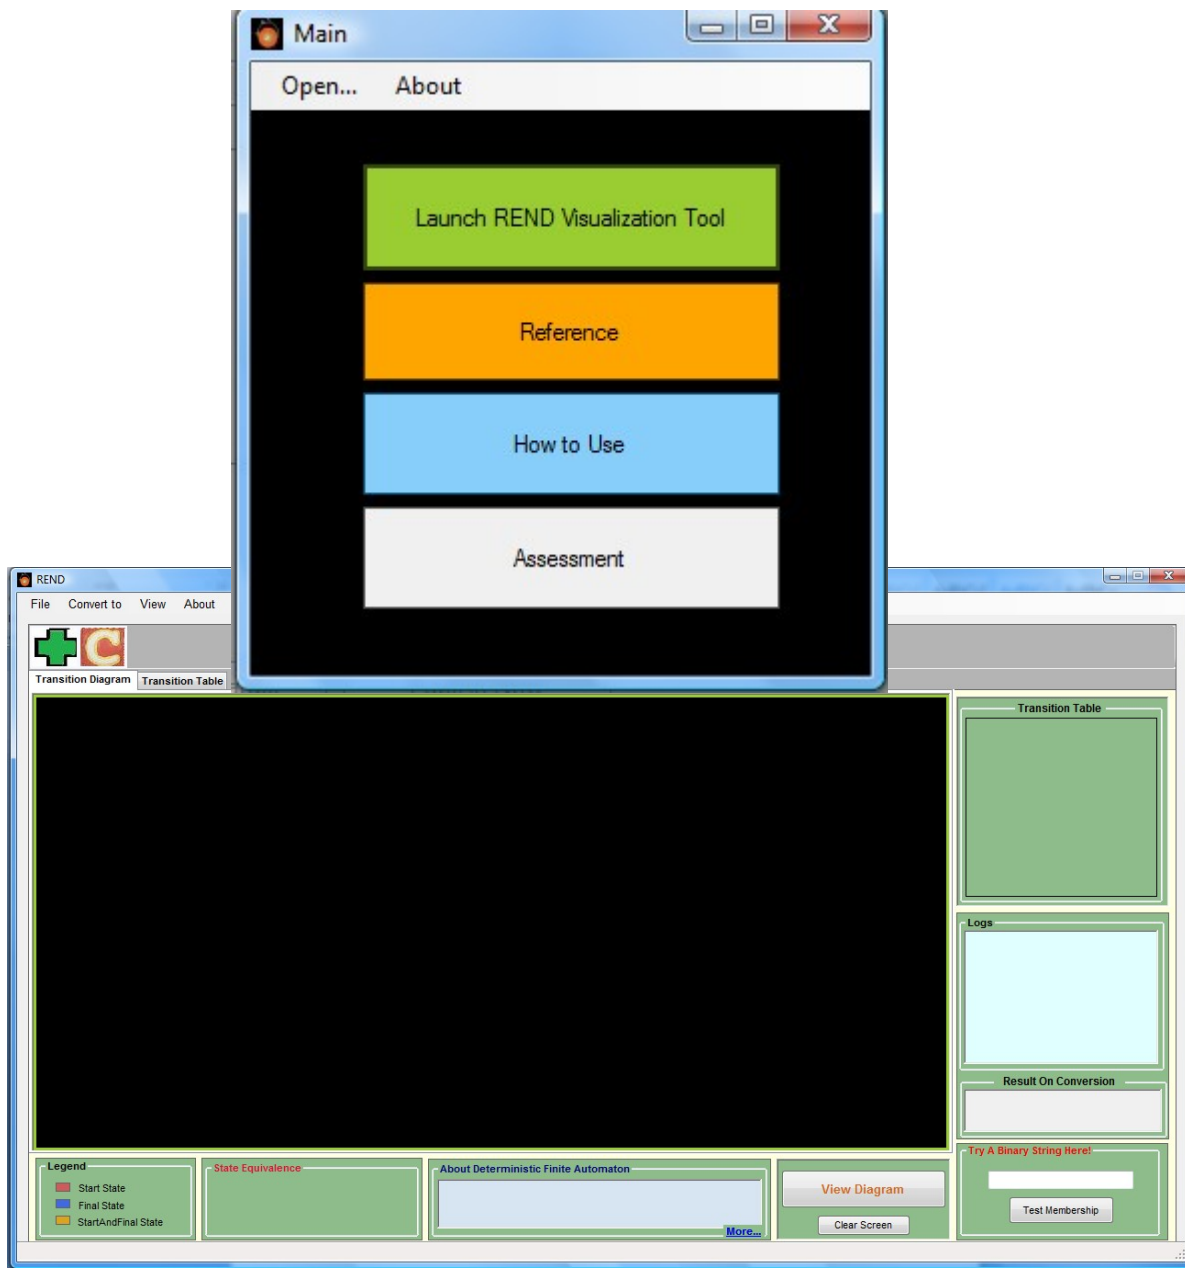 Main
Open... About
Launch REND Visualization Tool
Reference
How to Use
Assessment
REND
File Convert to View About
C
Transition Diagram Transition Table
Transition Table
Logs
Result On Conversion
Legend
Start State
Final State
StartAndFinal State
State Equivalence
About Deterministic Finite Automaton
More...
View Diagram
Clear Screen
Try A Binary String Here!
Test Membership